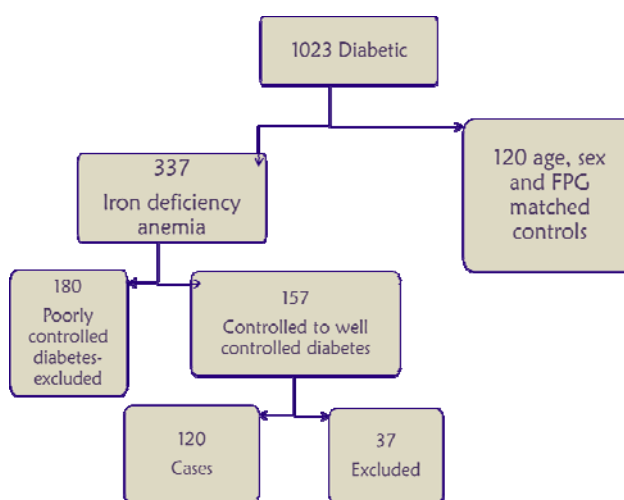 1023 Diabetic
337
Iron deficiency
anemia
120 age, sex
and FPG
matched
controls
180
Poorly
controlled
diabetes-
excluded
157
Controlled to well
controlled diabetes
120
Cases
37
Excluded